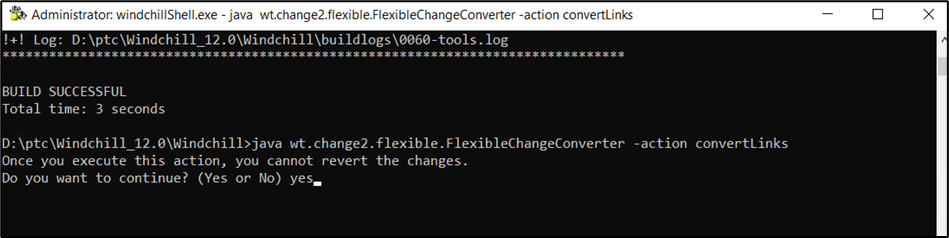 Administrator: windchillShell.exe - java  wt.change2.flexible.FlexibleChangeConverter -action convertLinks
!+! Log: D:\ptc\Windchill_12.0\Windchill\buildlogs\0060-tools.log
*******************************************************************************
BUILD SUCCESSFUL
Total time: 3 seconds
D:\ptc\Windchill_12.0\Windchill>java wt.change2.flexible.FlexibleChangeConverter -action convertLinks
Once you execute this action, you cannot revert the changes.
Do you want to continue? (Yes or No) yes